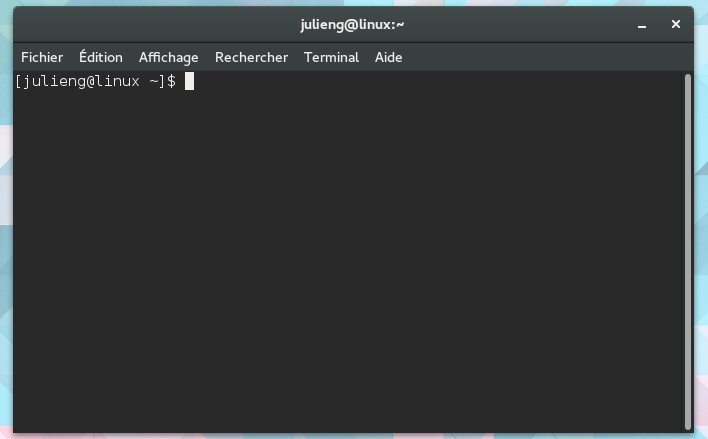 julieng@linux:~
Fichier Édition Affichage Rechercher Terminal Aide
[julieng@linux ~]$